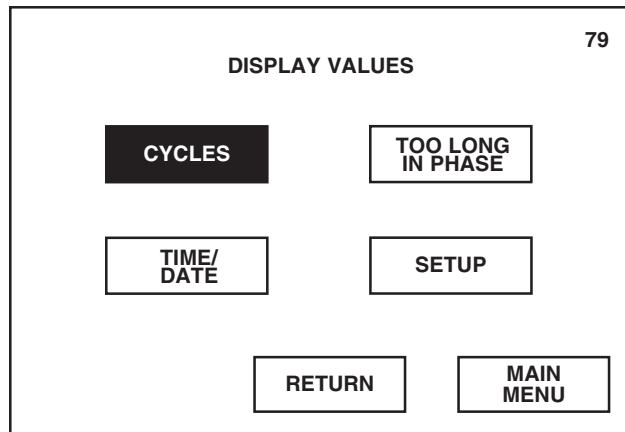 79
DISPLAY VALUES
CYCLES
TOO LONG
IN PHASE
TIME/
DATE
SETUP
RETURN
MAIN
MENU